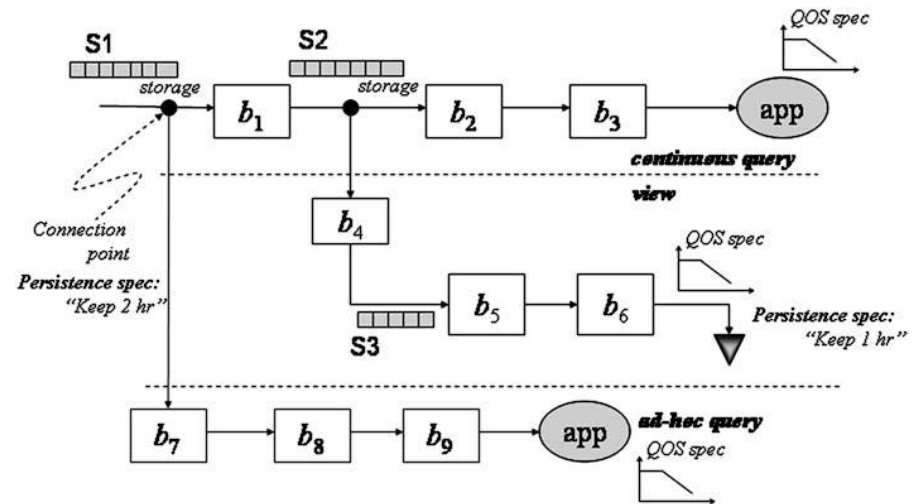 QOS spec
S1
S2
storage
storage
b1
b2
b3
app
continuous query
view
Connection
point
b4
QOS spec
Persistence spec:
"Keep 2 hr"
b5
b6
Persistence spec:
"Keep 1 hr"
S3
b7
b8
b9
app
ad-hoc query
QOS spec